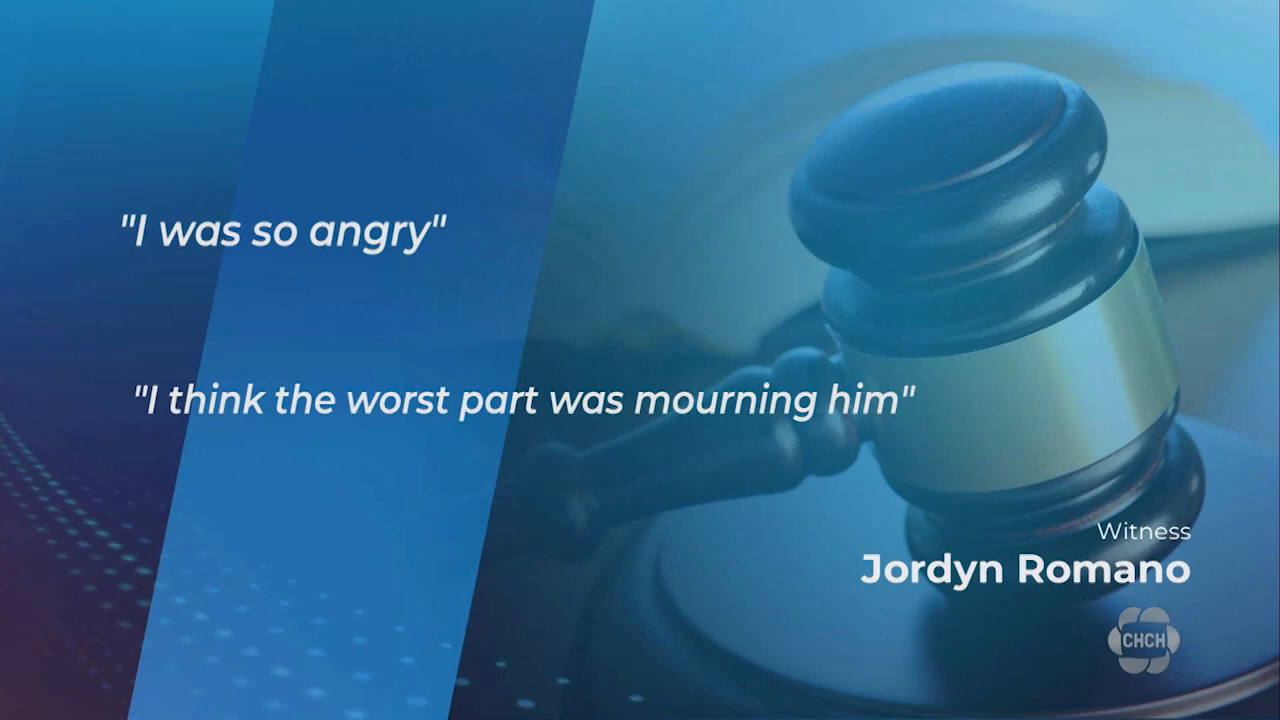 "I was so angry"
"I think the worst part was mourning him"
Witness
Jordyn Romano
CHCH